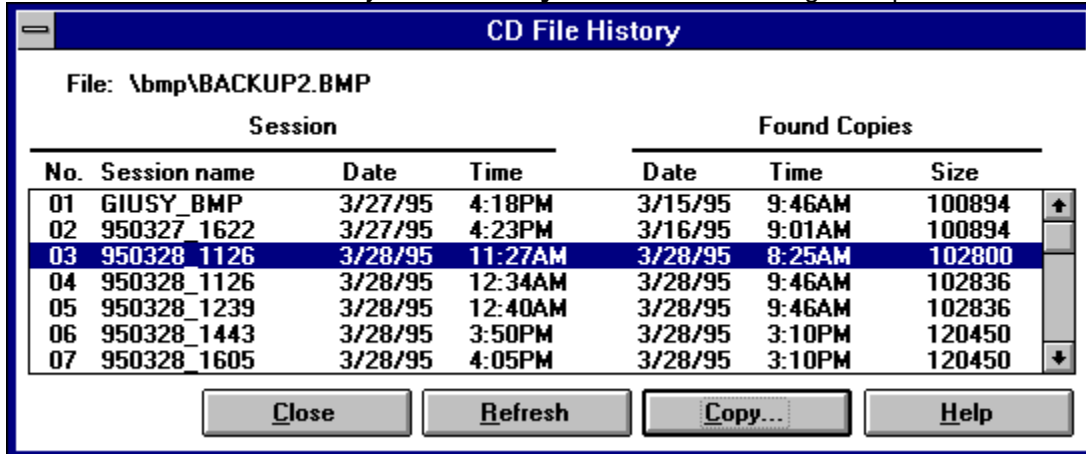 CD File History
File: \bmp\BACKUP2.BMP
Session Found Copies
No. Session name Date Time Date Time Size
01 GIUSY_BMP 3/27/95 4:18PM 3/15/95 9:46AM 100894
02 950327_1622 3/27/95 4:23PM 3/16/95 9:01AM 100894
03 950328_1126 3/28/95 11:27AM 3/28/95 8:25AM 102800
04 950328_1126 3/28/95 12:34AM 3/28/95 9:46AM 102836
05 950328_1239 3/28/95 12:40AM 3/28/95 9:46AM 102836
06 950328_1443 3/28/95 3:50PM 3/28/95 3:10PM 120450
07 950328_1605 3/28/95 4:05PM 3/28/95 3:10PM 120450
Close Refresh Copy... Help